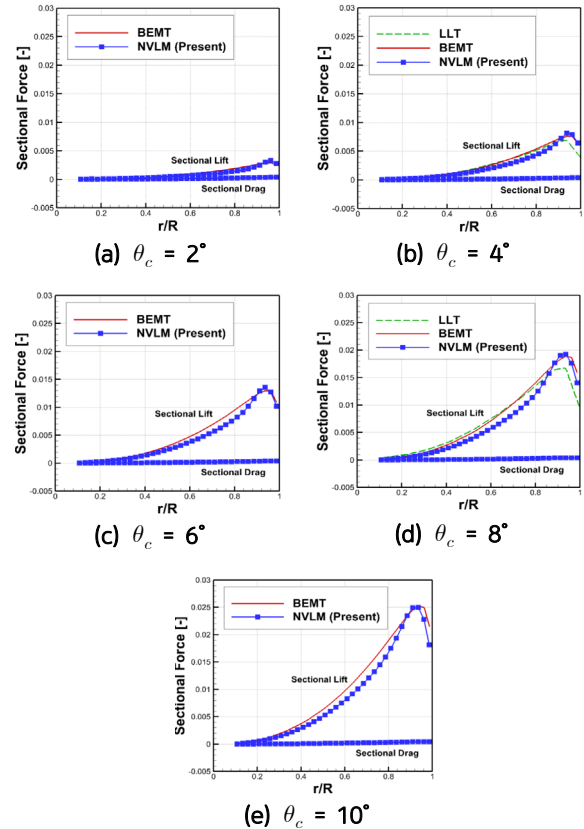 BEMT
NVLM (Present)
Sectional Force [-]
0.03
0.025
0.02
0.015
0.01
0.005
0
-0.005
Sectional Lift
Sectional Drag
0 0.2 0.4 0.6 0.8 1
r/R
(a) θc = 2°
LLT
BEMT
NVLM (Present)
Sectional Force [-]
0.03
0.025
0.02
0.015
0.01
0.005
0
-0.005
Sectional Lift
Sectional Drag
0 0.2 0.4 0.6 0.8 1
r/R
(b) θc = 4°
BEMT
NVLM (Present)
Sectional Force [-]
0.03
0.025
0.02
0.015
0.01
0.005
0
-0.005
Sectional Lift
Sectional Drag
0 0.2 0.4 0.6 0.8 1
r/R
(c) θc = 6°
LLT
BEMT
NVLM (Present)
Sectional Force [-]
0.03
0.025
0.02
0.015
0.01
0.005
0
-0.005
Sectional Lift
Sectional Drag
0 0.2 0.4 0.6 0.8 1
r/R
(d) θc = 8°
BEMT
NVLM (Present)
Sectional Force [-]
0.03
0.025
0.02
0.015
0.01
0.005
0
-0.005
Sectional Lift
Sectional Drag
0 0.2 0.4 0.6 0.8 1
r/R
(e) θc = 10°